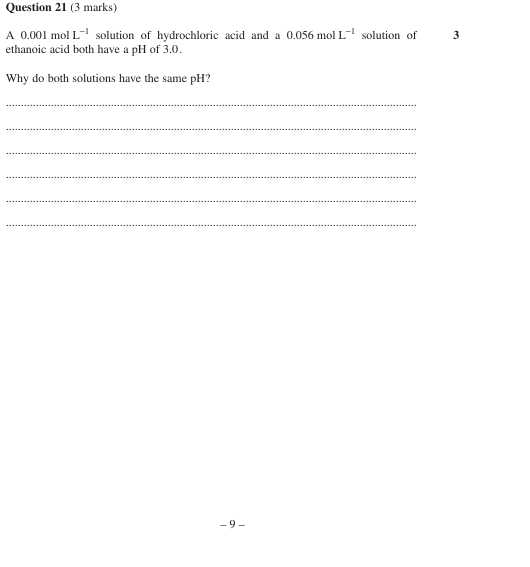 Question 21 (3 marks)
A 0.001 mol L⁻¹ solution of hydrochloric acid and a 0.056 mol L⁻¹ solution of 3
ethanoic acid both have a pH of 3.0.
Why do both solutions have the same pH?
– 9 –